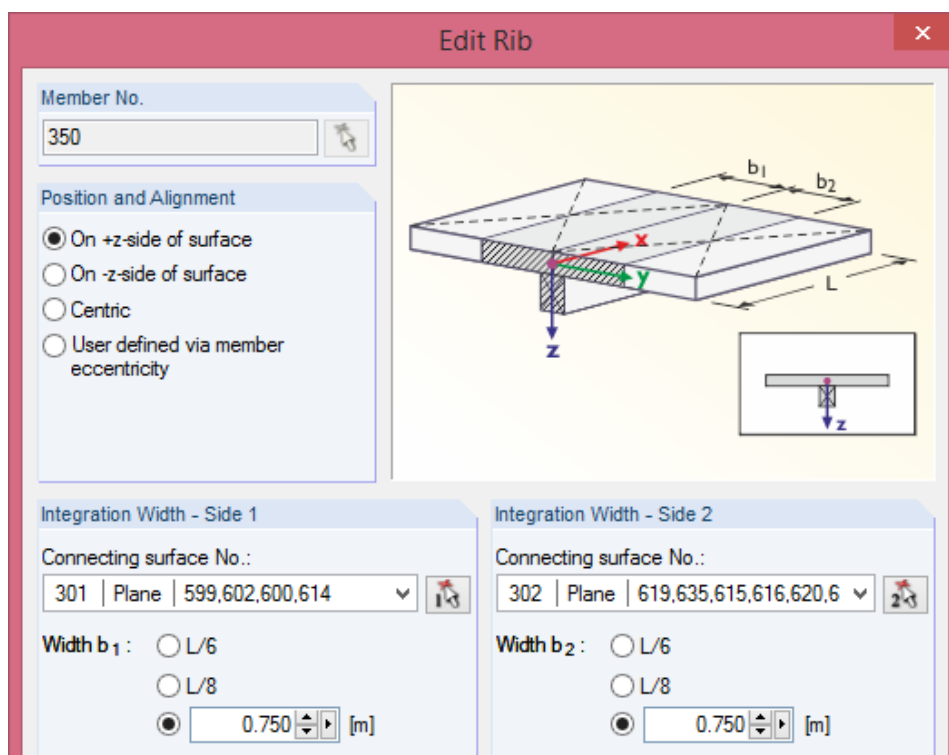 Edit Rib
Member No.
350
Position and Alignment
On +z-side of surface
On -z-side of surface
Centric
User defined via member
eccentricity
b1
b2
x
y
L
z
z
Integration Width - Side 1
Connecting surface No.:
301 | Plane | 599,602,600,614
1
Width b1 :
L/6
L/8
0.750 [m]
Integration Width - Side 2
Connecting surface No.:
302 | Plane | 619,635,615,616,620,6
2
Width b2 :
L/6
L/8
0.750 [m]